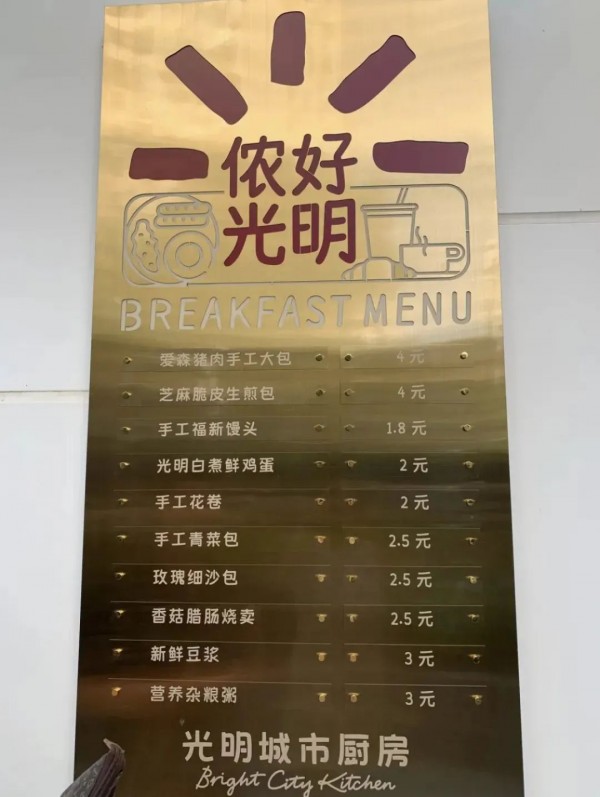 侬好
光明
BREAKFAST MENU
爱森猪肉手工大包 4元
芝麻脆皮生煎包 4元
手工福新馒头 1.8元
光明白煮鲜鸡蛋 2元
手工花卷 2元
手工青菜包 2.5元
玫瑰细沙包 2.5元
香菇腊肠烧卖 2.5元
新鲜豆浆 3元
营养杂粮粥 3元
光明城市厨房
Bright City Kitchen